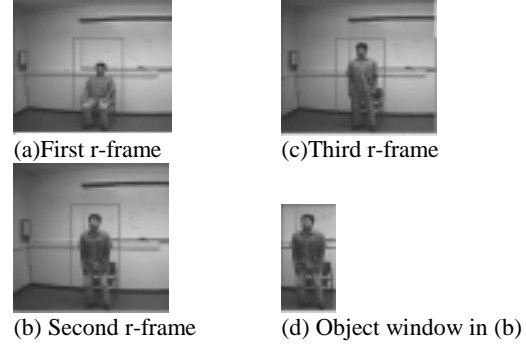 (a)First r-frame
(c)Third r-frame
(b) Second r-frame
(d) Object window in (b)